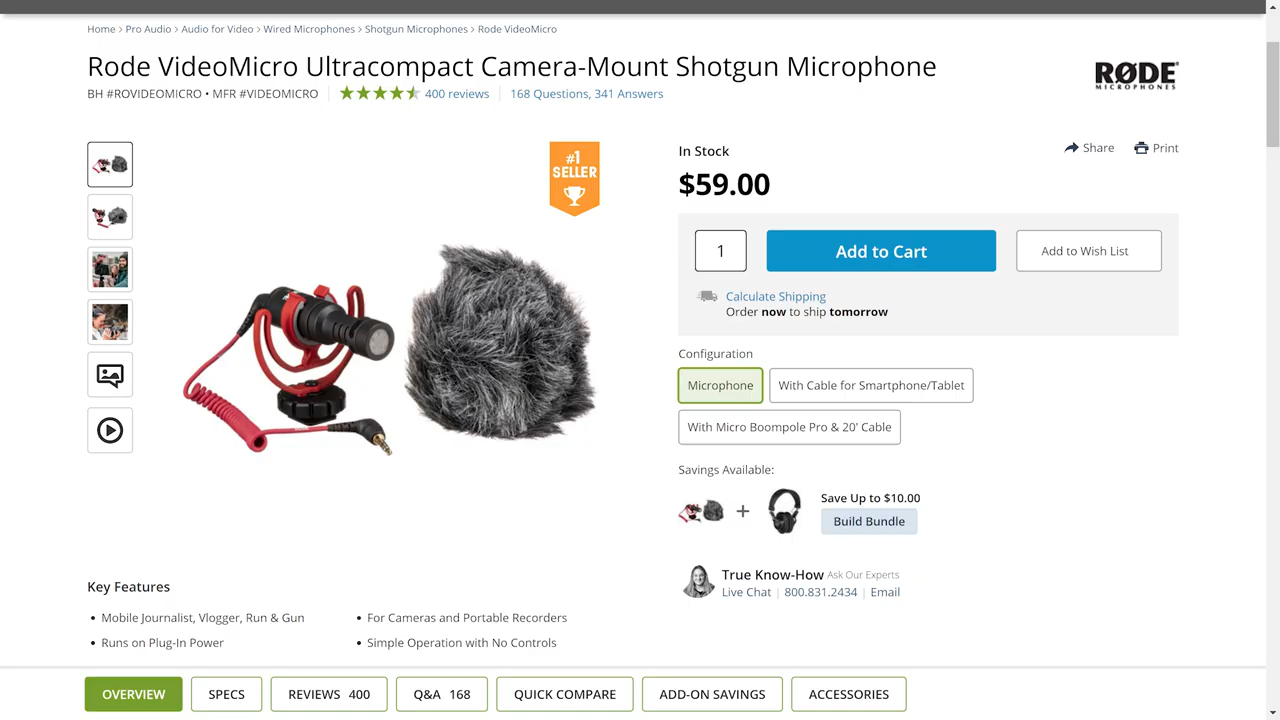 Home > Pro Audio > Audio for Video > Wired Microphones > Shotgun Microphones > Rode VideoMicro
Rode VideoMicro Ultracompact Camera-Mount Shotgun Microphone
BH #ROVIDEOMICRO • MFR #VIDEOMICRO 400 reviews 168 Questions, 341 Answers
RØDE
MICROPHONES
#1
SELLER
In Stock
Share Print
$59.00
1 Add to Cart Add to Wish List
Calculate Shipping
Order now to ship tomorrow
Configuration
Microphone With Cable for Smartphone/Tablet
With Micro Boompole Pro & 20' Cable
Savings Available:
+ Save Up to $10.00
Build Bundle
True Know-How Ask Our Experts
Live Chat | 800.831.2434 | Email
Key Features
• Mobile Journalist, Vlogger, Run & Gun • For Cameras and Portable Recorders
• Runs on Plug-In Power • Simple Operation with No Controls
OVERVIEW SPECS REVIEWS 400 Q&A 168 QUICK COMPARE ADD-ON SAVINGS ACCESSORIES